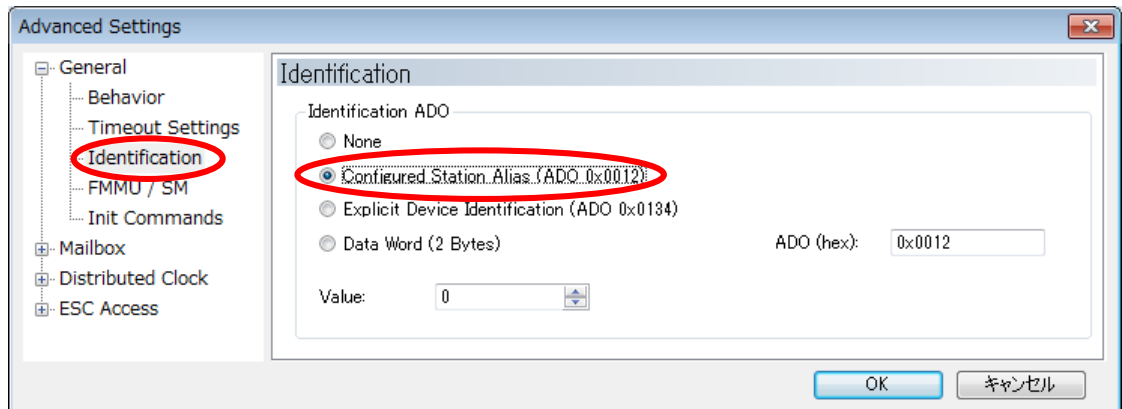 Advanced Settings
General
Behavior
Timeout Settings
Identification
FMMU / SM
Init Commands
Mailbox
Distributed Clock
ESC Access
Identification
Identification ADO
None
Configured Station Alias (ADO 0x0012)
Explicit Device Identification (ADO 0x0134)
Data Word (2 Bytes) ADO (hex): 0x0012
Value: 0
OK キャンセル